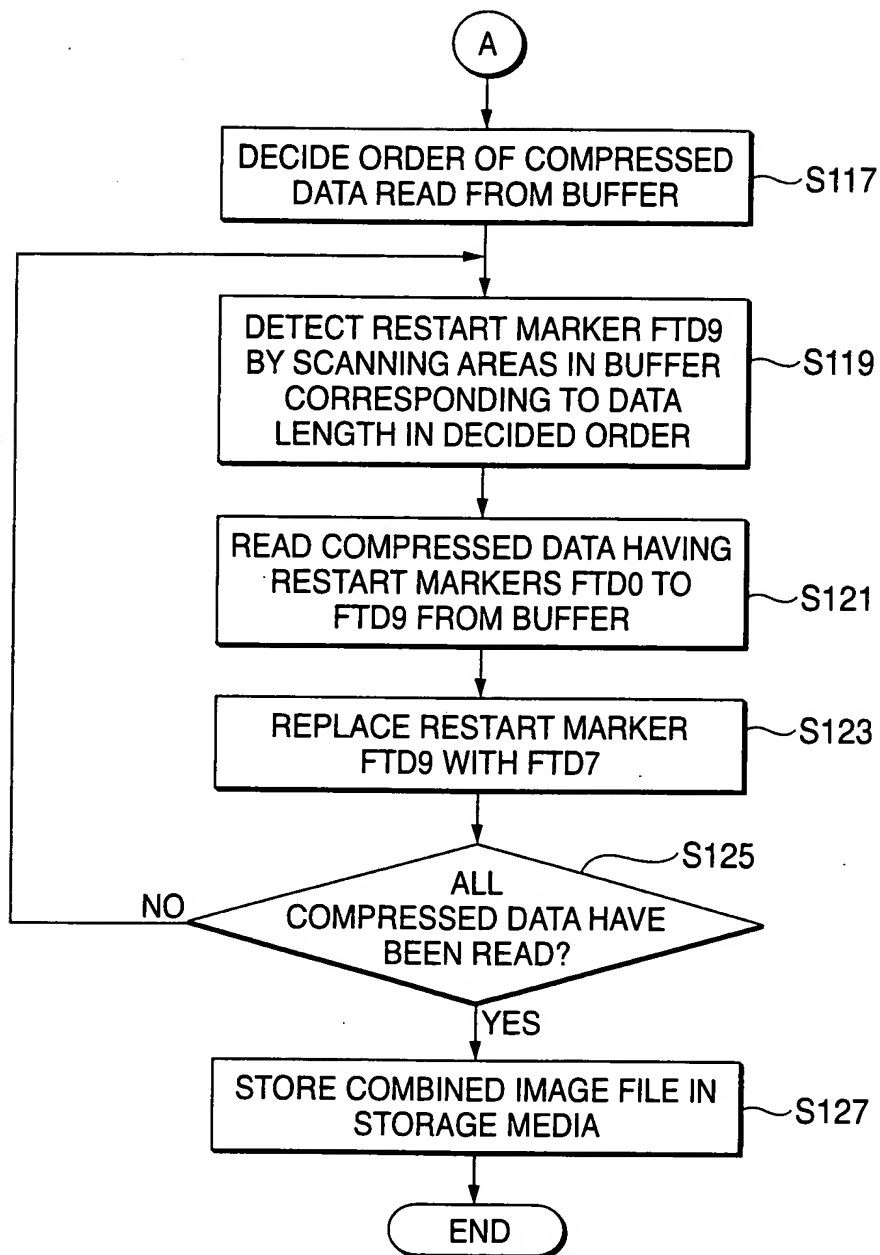 A
DECIDE ORDER OF COMPRESSED
DATA READ FROM BUFFER
S117
DETECT RESTART MARKER FTD9
BY SCANNING AREAS IN BUFFER
CORRESPONDING TO DATA
LENGTH IN DECIDED ORDER
S119
READ COMPRESSED DATA HAVING
RESTART MARKERS FTD0 TO
FTD9 FROM BUFFER
S121
REPLACE RESTART MARKER
FTD9 WITH FTD7
S123
S125
ALL
COMPRESSED DATA HAVE
BEEN READ?
NO
YES
STORE COMBINED IMAGE FILE IN
STORAGE MEDIA
S127
END